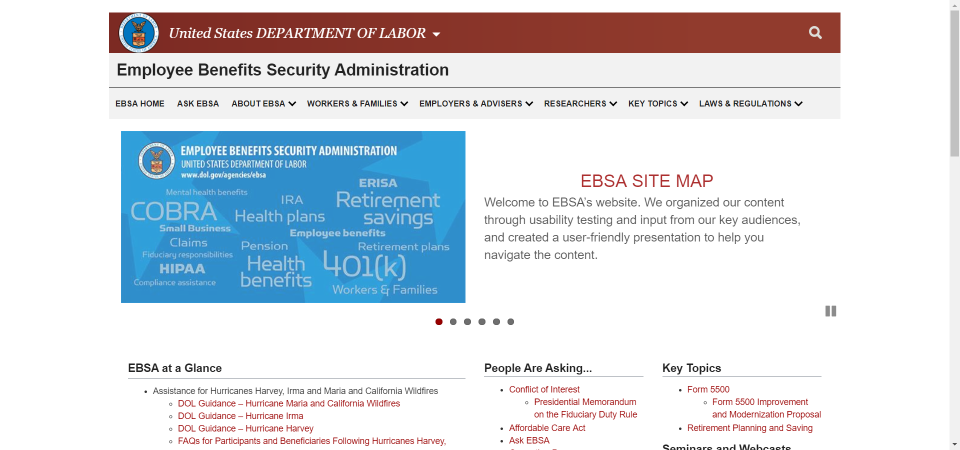 United States DEPARTMENT OF LABOR
Employee Benefits Security Administration
EBSA HOME ASK EBSA ABOUT EBSA WORKERS & FAMILIES EMPLOYERS & ADVISERS RESEARCHERS KEY TOPICS LAWS & REGULATIONS
EMPLOYEE BENEFITS SECURITY ADMINISTRATION
UNITED STATES DEPARTMENT OF LABOR
www.dol.gov/agencies/ebsa
Mental health benefits
ERISA
COBRA
IRA
Retirement
savings
Health plans
Small Business
Employee benefits
Claims
Pension
Retirement plans
Fiduciary responsibilities
HIPAA
Health
benefits
401(k)
Compliance assistance
Workers & Families
EBSA SITE MAP
Welcome to EBSA's website. We organized our content
through usability testing and input from our key audiences,
and created a user-friendly presentation to help you
navigate the content.
EBSA at a Glance
Assistance for Hurricanes Harvey, Irma and Maria and California Wildfires
DOL Guidance – Hurricane Maria and California Wildfires
DOL Guidance – Hurricane Irma
DOL Guidance – Hurricane Harvey
FAQs for Participants and Beneficiaries Following Hurricanes Harvey,
People Are Asking...
Conflict of Interest
Presidential Memorandum
on the Fiduciary Duty Rule
Affordable Care Act
Ask EBSA
Key Topics
Form 5500
Form 5500 Improvement
and Modernization Proposal
Retirement Planning and Saving
Seminars and Webcasts